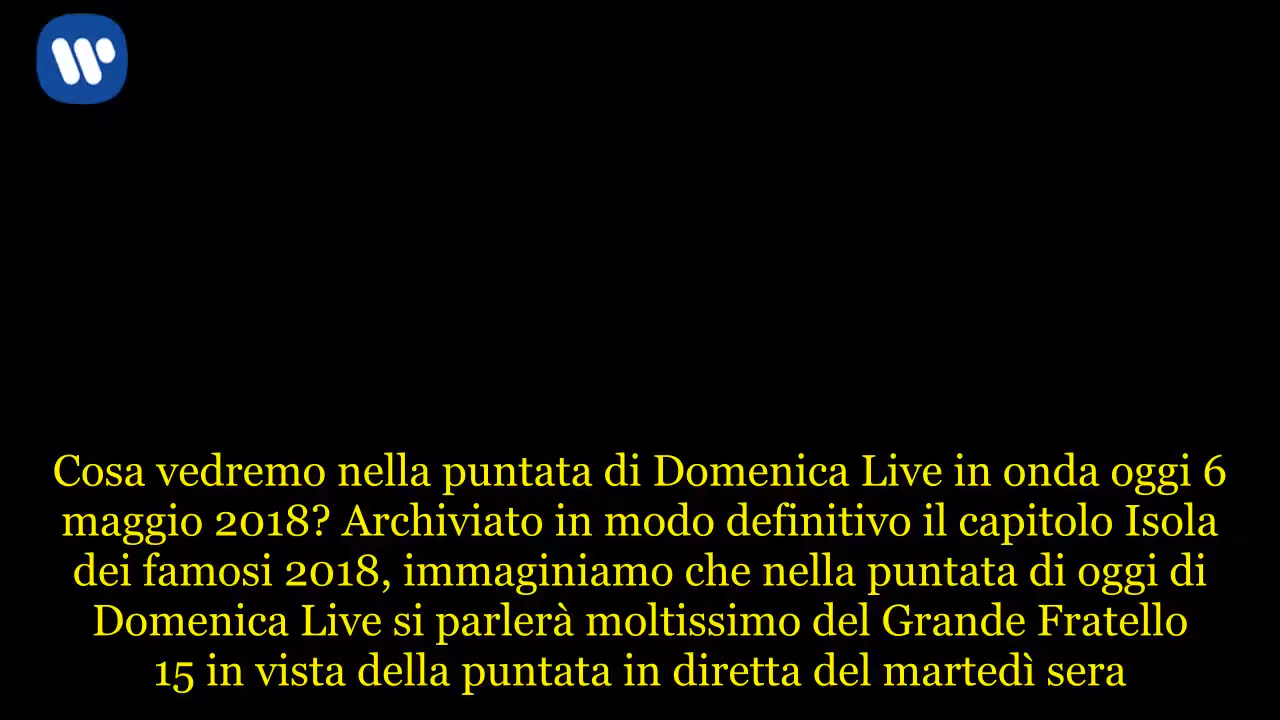 Cosa vedremo nella puntata di Domenica Live in onda oggi 6
maggio 2018? Archiviato in modo definitivo il capitolo Isola
dei famosi 2018, immaginiamo che nella puntata di oggi di
Domenica Live si parlerà moltissimo del Grande Fratello
15 in vista della puntata in diretta del martedì sera